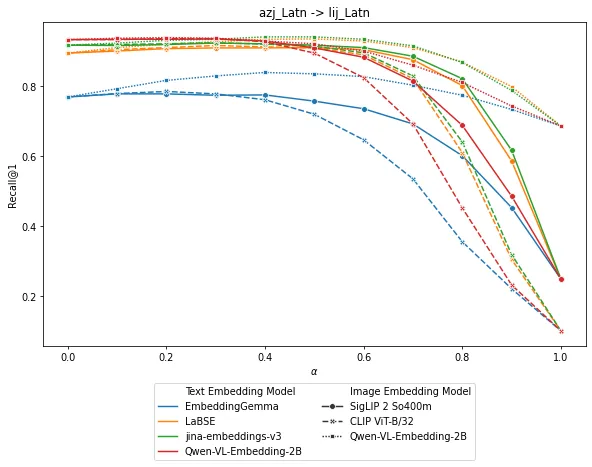 azj_Latn -> lij_Latn
Recall@1
0.8
0.6
0.4
0.2
0.0 0.2 0.4 0.6 0.8 1.0
α
Text Embedding Model Image Embedding Model
EmbeddingGemma SigLIP 2 So400m
LaBSE CLIP ViT-B/32
jina-embeddings-v3 Qwen-VL-Embedding-2B
Qwen-VL-Embedding-2B